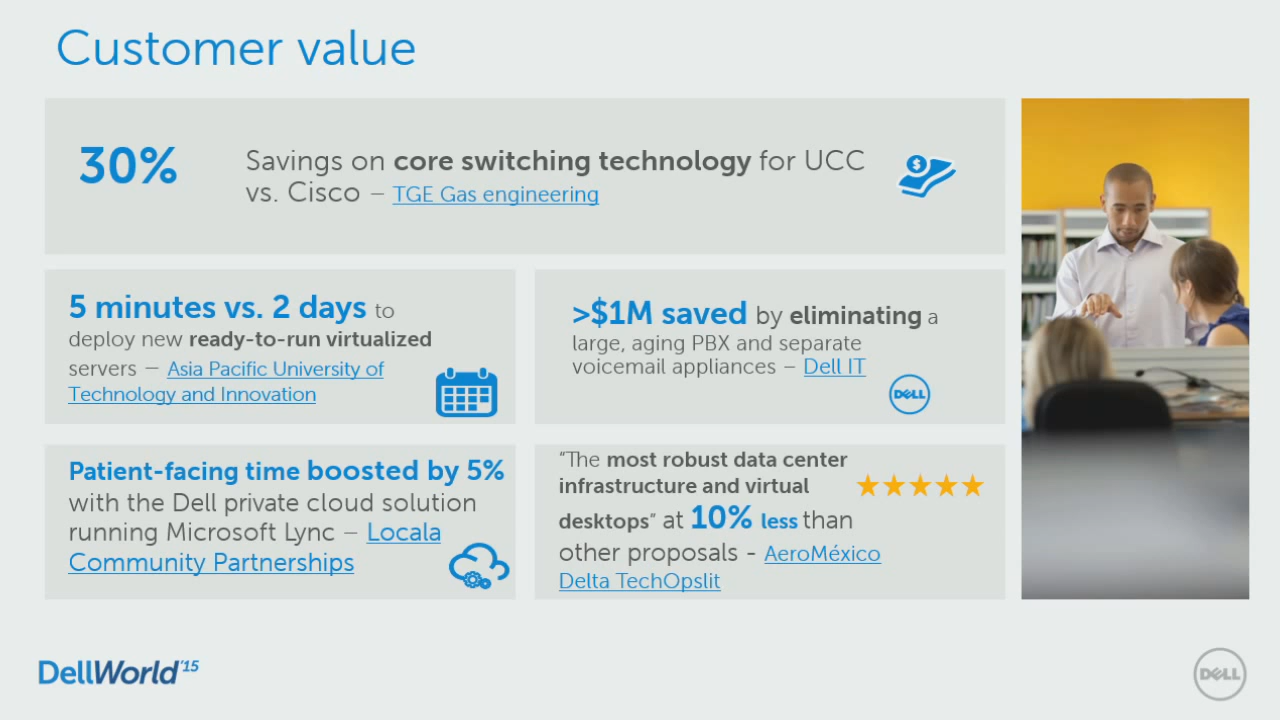 Customer value
30%
Savings on core switching technology for UCC
vs. Cisco – TGE Gas engineering
5 minutes vs. 2 days to
deploy new ready-to-run virtualized
servers – Asia Pacific University of
Technology and Innovation
>$1M saved by eliminating a
large, aging PBX and separate
voicemail appliances – Dell IT
DELL
Patient-facing time boosted by 5%
with the Dell private cloud solution
running Microsoft Lync – Locala
Community Partnerships
“The most robust data center
infrastructure and virtual
desktops” at 10% less than
other proposals - AeroMéxico
Delta TechOpslit
DellWorld'15
DELL